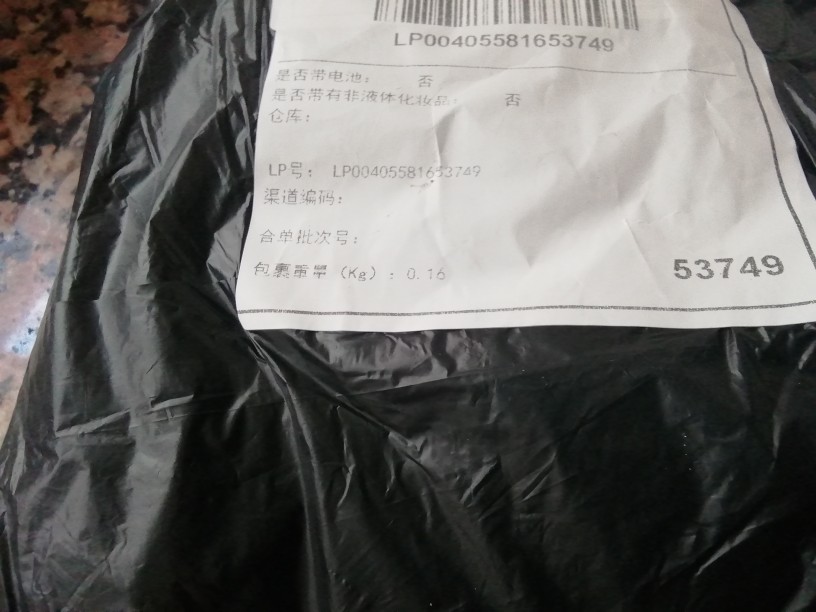 LP00405581653749
是否带电池： 否
是否带有非液体化妆品： 否
仓库：
LP号： LP00405581653749
渠道编码：
合单批次号：
包裹重量（Kg）：0.16
53749